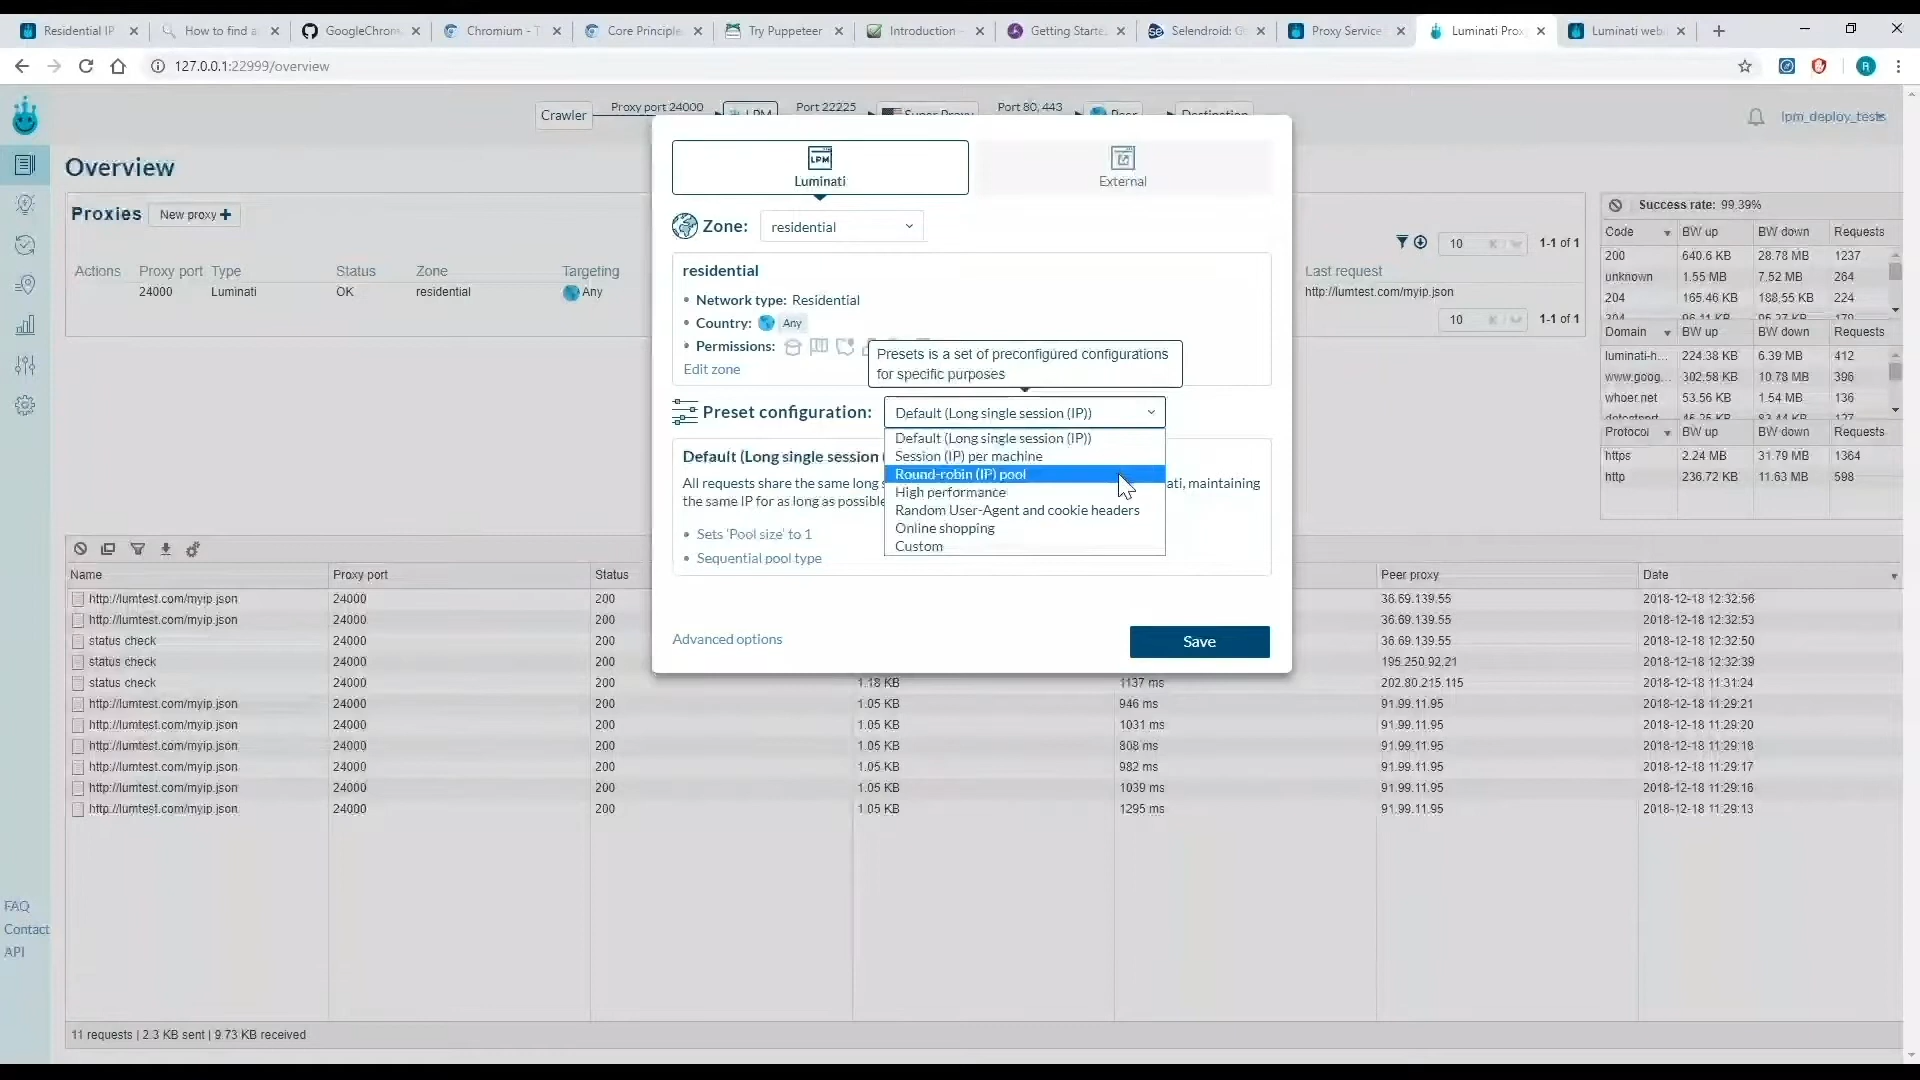 Residential IP
How to find a
GoogleChrom
Chromium - T
Core Principle
Try Puppeteer
Introduction
Getting Starte
Selendroid: G
Proxy Service
Luminati Prox
Luminati web
127.0.0.1:22999/overview
Crawler
Proxy port 24000
LPM
Port 22225
Super Proxy
Port 80, 443
Peer
Destination
lpm_deploy_tests
Overview
Proxies
New proxy +
Actions Proxy port Type Status Zone Targeting
24000 Luminati OK residential Any
LPM
Luminati
External
Zone: residential
residential
• Network type: Residential
• Country: Any
• Permissions:
Edit zone
Presets is a set of preconfigured configurations
for specific purposes
Preset configuration: Default (Long single session (IP))
Default (Long single session (IP))
Session (IP) per machine
Round-robin (IP) pool
High performance
Random User-Agent and cookie headers
Online shopping
Custom
Default (Long single session
All requests share the same long ati, maintaining
the same IP for as long as possible
• Sets 'Pool size' to 1
• Sequential pool type
Advanced options
Save
10 1-1 of 1
Last request
http://lumtest.com/myip.json
10 1-1 of 1
Success rate: 99.39%
Code BW up BW down Requests
200 640.6 KB 28.78 MB 1237
unknown 1.55 MB 7.52 MB 264
204 165.46 KB 188.55 KB 224
Domain BW up BW down Requests
luminati-h... 224.38 KB 6.39 MB 412
www.goog... 302.58 KB 10.78 MB 396
whoer.net 53.56 KB 1.54 MB 136
Protocol BW up BW down Requests
https 2.24 MB 31.79 MB 1364
http 236.72 KB 11.63 MB 598
Name Proxy port Status Peer proxy Date
http://lumtest.com/myip.json 24000 200 36.69.139.55 2018-12-18 12:32:56
http://lumtest.com/myip.json 24000 200 36.69.139.55 2018-12-18 12:32:53
status check 24000 200 36.69.139.55 2018-12-18 12:32:50
status check 24000 200 195.250.92.21 2018-12-18 12:32:39
status check 24000 200 1.18 KB 1137 ms 202.80.215.115 2018-12-18 11:31:24
http://lumtest.com/myip.json 24000 200 1.05 KB 946 ms 91.99.11.95 2018-12-18 11:29:21
http://lumtest.com/myip.json 24000 200 1.05 KB 1031 ms 91.99.11.95 2018-12-18 11:29:20
http://lumtest.com/myip.json 24000 200 1.05 KB 808 ms 91.99.11.95 2018-12-18 11:29:18
http://lumtest.com/myip.json 24000 200 1.05 KB 982 ms 91.99.11.95 2018-12-18 11:29:17
http://lumtest.com/myip.json 24000 200 1.05 KB 1039 ms 91.99.11.95 2018-12-18 11:29:16
http://lumtest.com/myip.json 24000 200 1.05 KB 1295 ms 91.99.11.95 2018-12-18 11:29:13
FAQ
Contact
API
11 requests | 2.3 KB sent | 9.73 KB received